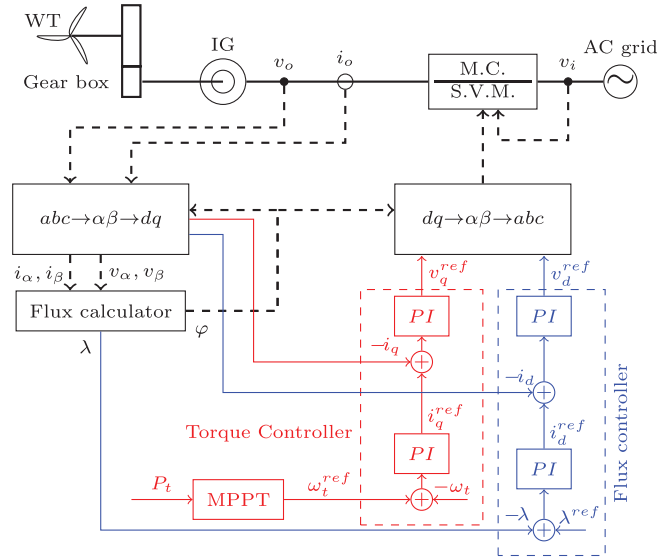 WT
IG
AC grid
v_o
i_o
M.C.
v_i
Gear box
S.V.M.
abc→αβ→dq
dq→αβ→abc
i_α, i_β
v_α, v_β
v_q^{ref}
v_d^{ref}
Flux calculator
φ
PI
PI
λ
−i_q
−i_d
Torque Controller
i_q^{ref}
i_d^{ref}
Flux controller
PI
PI
P_t
MPPT
ω_t^{ref}
−ω_t
−λ
λ^{ref}